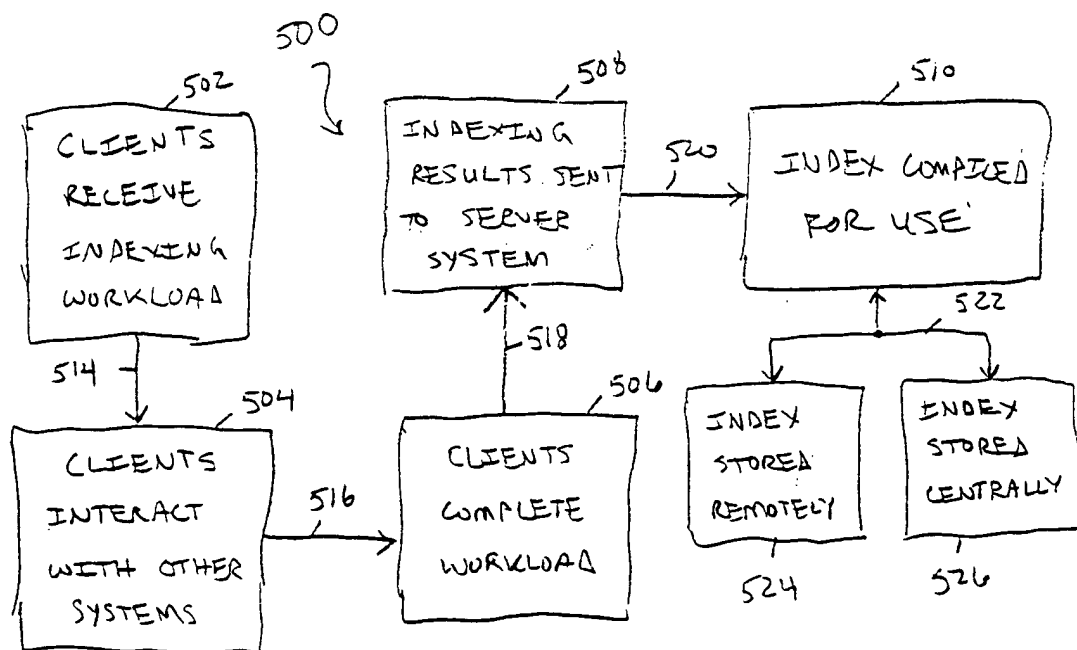 500
502
CLIENTS
RECEIVE
INDEXING
WORKLOAD
514
504
CLIENTS
INTERACT
WITH OTHER
SYSTEMS
516
506
CLIENTS
COMPLETE
WORKLOAD
518
508
INDEXING
RESULTS SENT
TO SERVER
SYSTEM
520
510
INDEX COMPILED
FOR USE
522
INDEX
STORED
REMOTELY
524
INDEX
STORED
CENTRALLY
526